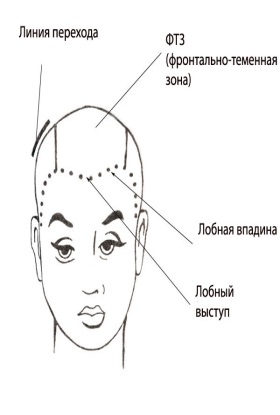 Линия перехода
ФТЗ
(фронтально-теменная
зона)
Лобная впадина
Лобный
выступ